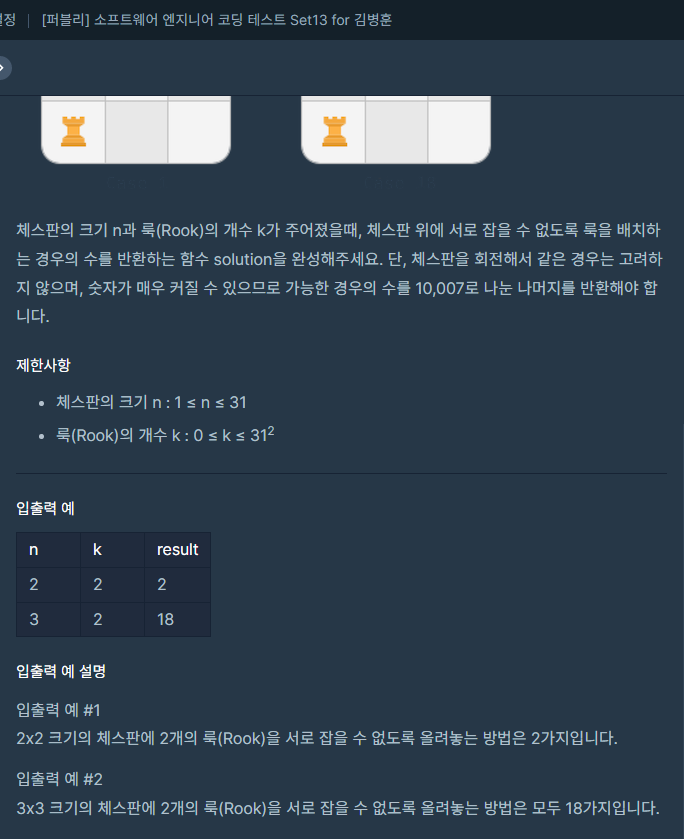 [퍼블리] 소프트웨어 엔지니어 코딩 테스트 Set13 for 김병훈
체스판의 크기 n과 룩(Rook)의 개수 k가 주어졌을때, 체스판 위에 서로 잡을 수 없도록 룩을 배치하
는 경우의 수를 반환하는 함수 solution을 완성해주세요. 단, 체스판을 회전해서 같은 경우는 고려하
지 않으며, 숫자가 매우 커질 수 있으므로 가능한 경우의 수를 10,007로 나눈 나머지를 반환해야 합
니다.
제한사항
• 체스판의 크기 n : 1 ≤ n ≤ 31
• 룩(Rook)의 개수 k : 0 ≤ k ≤ 31²
입출력 예
n k result
2 2 2
3 2 18
입출력 예 설명
입출력 예 #1
2x2 크기의 체스판에 2개의 룩(Rook)을 서로 잡을 수 없도록 올려놓는 방법은 2가지입니다.
입출력 예 #2
3x3 크기의 체스판에 2개의 룩(Rook)을 서로 잡을 수 없도록 올려놓는 방법은 모두 18가지입니다.